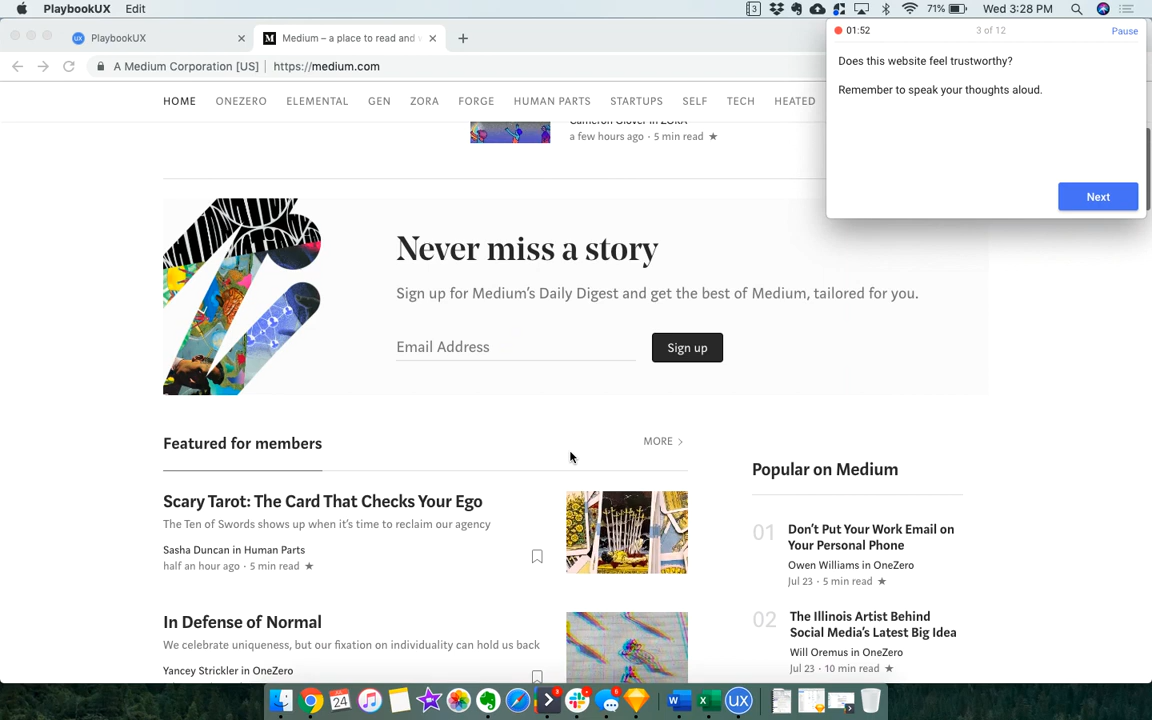 PlaybookUX Edit
3 71% Wed 3:28 PM
UX PlaybookUX ×
M Medium – a place to read and ×
+
A Medium Corporation [US] | https://medium.com
01:52 3 of 12 Pause
Does this website feel trustworthy?
Remember to speak your thoughts aloud.
Next
HOME ONEZERO ELEMENTAL GEN ZORA FORGE HUMAN PARTS STARTUPS SELF TECH HEATED
Cameron Glover in ZORA
a few hours ago · 5 min read ★
Never miss a story
Sign up for Medium's Daily Digest and get the best of Medium, tailored for you.
Email Address
Sign up
Featured for members
MORE >
Scary Tarot: The Card That Checks Your Ego
The Ten of Swords shows up when it's time to reclaim our agency
Sasha Duncan in Human Parts
half an hour ago · 5 min read ★
In Defense of Normal
We celebrate uniqueness, but our fixation on individuality can hold us back
Yancey Strickler in OneZero
Popular on Medium
01
Don't Put Your Work Email on
Your Personal Phone
Owen Williams in OneZero
Jul 23 · 5 min read ★
02
The Illinois Artist Behind
Social Media's Latest Big Idea
Will Oremus in OneZero
Jul 23 · 10 min read ★
24
UX